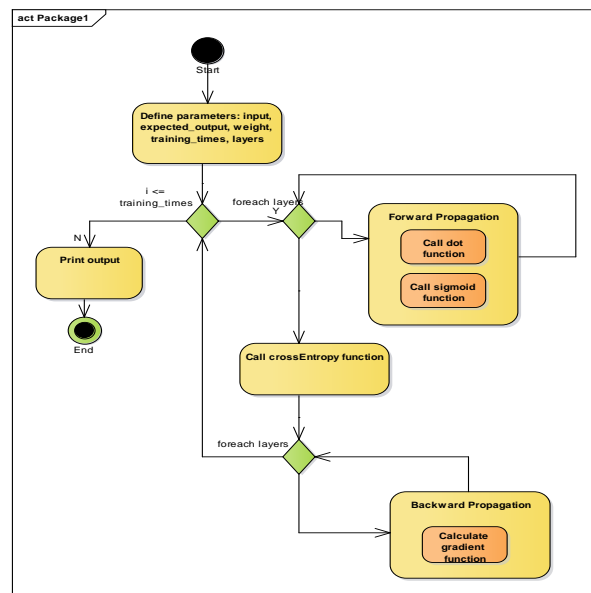 act Package1
Start
Define parameters: input,
expected_output, weight,
training_times, layers
i <=
training_times
foreach layers
Y
N
Print output
End
Forward Propagation
Call dot
function
Call sigmoid
function
Call crossEntropy function
foreach layers
Backward Propagation
Calculate
gradient
function